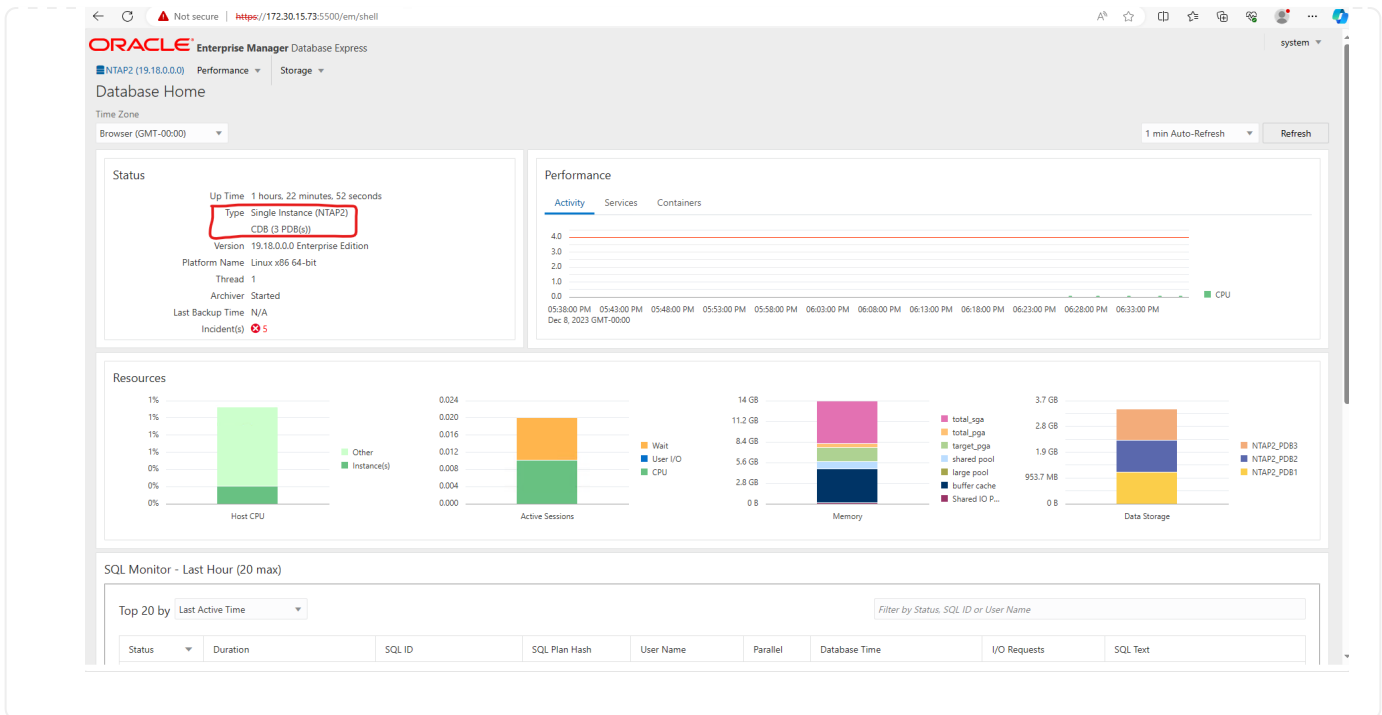 Not secure https://172.30.15.73:5500/em/shell
ORACLE Enterprise Manager Database Express
system
NTAP2 (19.18.0.0.0) Performance Storage
Database Home
Time Zone
Browser (GMT-00:00)
1 min Auto-Refresh Refresh
Status
Up Time 1 hours, 22 minutes, 52 seconds
Type Single Instance (NTAP2)
CDB (3 PDB(s))
Version 19.18.0.0.0 Enterprise Edition
Platform Name Linux x86 64-bit
Thread 1
Archiver Started
Last Backup Time N/A
Incident(s) 5
Performance
Activity Services Containers
4.0
3.0
2.0
1.0
0.0
CPU
05:38:00 PM 05:43:00 PM 05:48:00 PM 05:53:00 PM 05:58:00 PM 06:03:00 PM 06:08:00 PM 06:13:00 PM 06:18:00 PM 06:23:00 PM 06:28:00 PM 06:33:00 PM
Dec 8, 2023 GMT-00:00
Resources
1%
1%
1%
1%
0%
0%
0%
Other
Instance(s)
Host CPU
0.024
0.020
0.016
0.012
0.008
0.004
0.000
Wait
User I/O
CPU
Active Sessions
14 GB
11.2 GB
8.4 GB
5.6 GB
2.8 GB
0 B
total_sga
total_pga
target_pga
shared pool
large pool
buffer cache
Shared IO P...
Memory
3.7 GB
2.8 GB
1.9 GB
953.7 MB
0 B
NTAP2_PDB3
NTAP2_PDB2
NTAP2_PDB1
Data Storage
SQL Monitor - Last Hour (20 max)
Top 20 by Last Active Time
Filter by Status, SQL ID or User Name
Status Duration SQL ID SQL Plan Hash User Name Parallel Database Time I/O Requests SQL Text